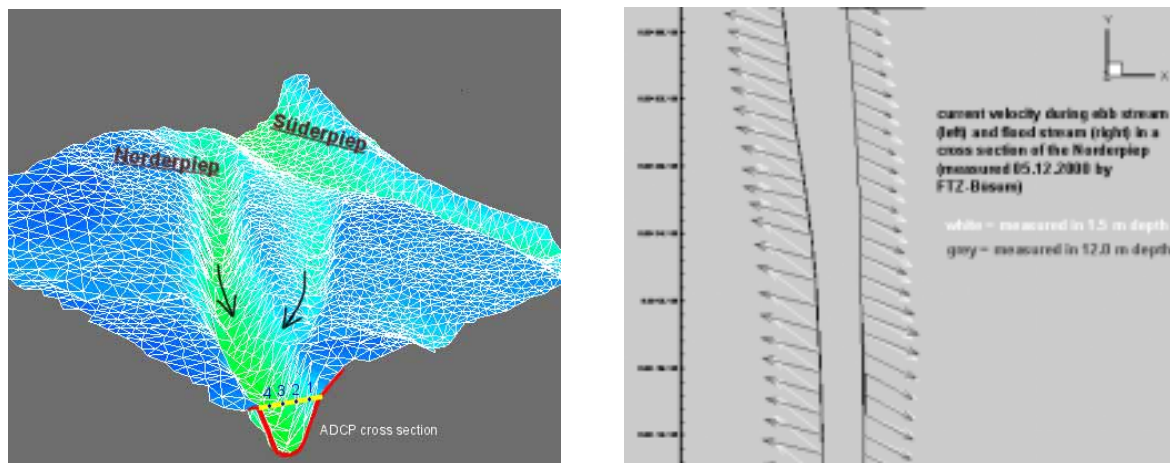 Süderpiep
Norderpiep
4 3 2 1
ADCP cross section
Y
X
current velocity during ebb stream
(left) and flood stream (right) in a
cross section of the Norderpiep
(measured 05.12.2000 by
FTZ-Büsum)
white = measured in 1.5 m depth
grey = measured in 12.0 m depth